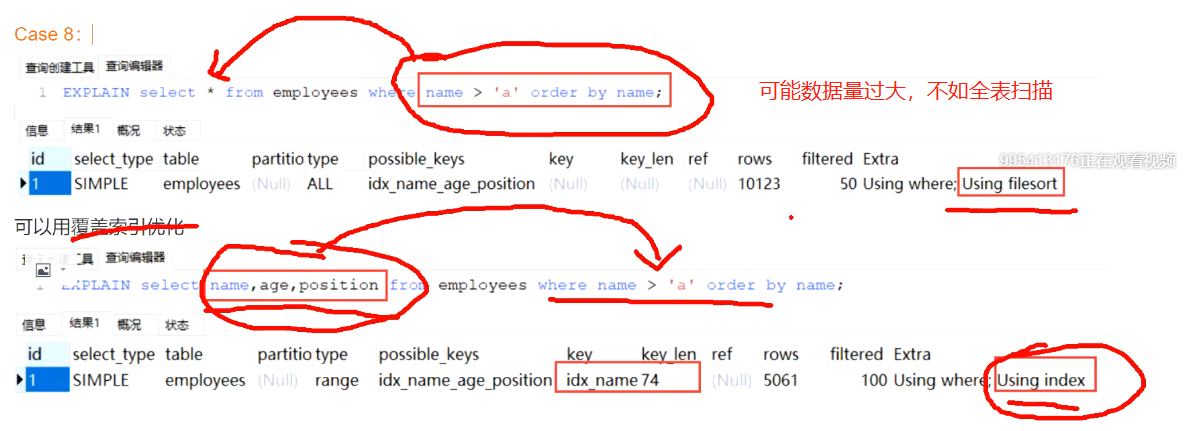 Case 8：
查询创建工具 查询编辑器
1 EXPLAIN select * from employees where name > 'a' order by name; 可能数据量过大，不如全表扫描
信息 结果1 概况 状态
id select_type table partitio type possible_keys key key_len ref rows filtered Extra
995413176正在观看视频
1 SIMPLE employees (Null) ALL idx_name_age_position (Null) (Null) (Null) 10123 50 Using where; Using filesort
可以用覆盖索引优化
工具 查询编辑器
1 EXPLAIN select name,age,position from employees where name > 'a' order by name;
信息 结果1 概况 状态
id select_type table partitio type possible_keys key key_len ref rows filtered Extra
1 SIMPLE employees (Null) range idx_name_age_position idx_name 74 (Null) 5061 100 Using where; Using index